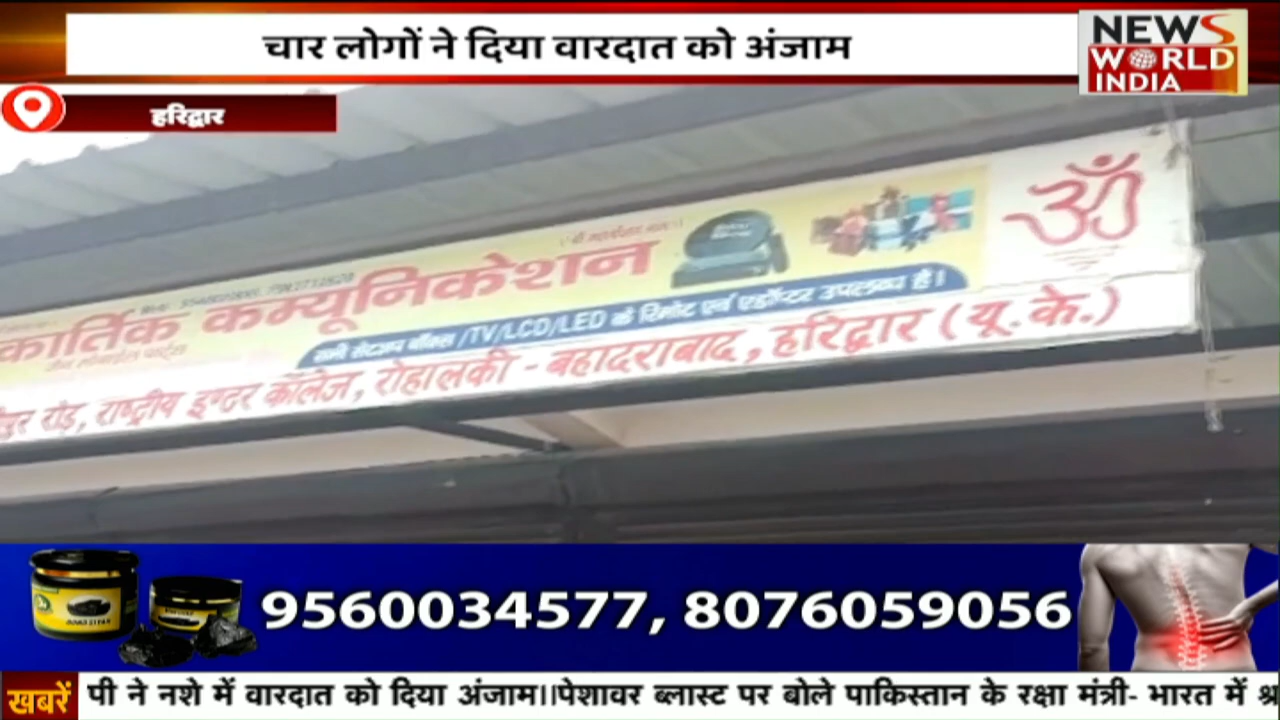 चार लोगों ने दिया वारदात को अंजाम
NEWS
WORLD
INDIA
हरिद्वार
कार्तिक कम्यूनिकेशन
सभी सेटअप बॉक्स /TV/LCD/LED के रिमोट एवं एडॉप्टर उपलब्ध हैं।
रोड़, राष्ट्रीय इण्टर कॉलेज, रोहालकी - बहादराबाद, हरिद्वार (यू.के.)
ॐ
9560034577, 8076059056
खबरें
पी ने नशे में वारदात को दिया अंजाम।।पेशावर ब्लास्ट पर बोले पाकिस्तान के रक्षा मंत्री- भारत में श्र